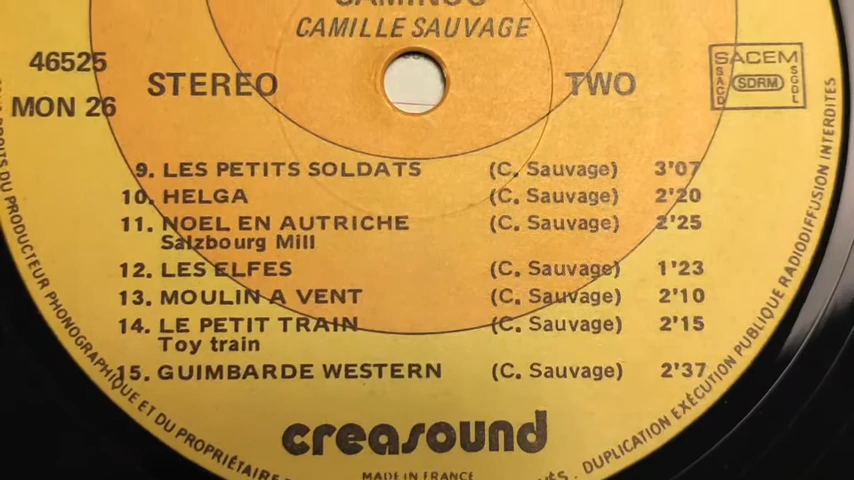 CAMINOS
CAMILLE SAUVAGE
46525
MON 26
STEREO
TWO
SACEM
SACD
SDRM
SGDL
9. LES PETITS SOLDATS (C. Sauvage) 3'07
10. HELGA (C. Sauvage) 2'20
11. NOEL EN AUTRICHE (C. Sauvage) 2'25
Salzbourg Mill
12. LES ELFES (C. Sauvage) 1'23
13. MOULIN A VENT (C. Sauvage) 2'10
14. LE PETIT TRAIN (C. Sauvage) 2'15
Toy train
15. GUIMBARDE WESTERN (C. Sauvage) 2'37
creasound
MADE IN FRANCE
DU PRODUCTEUR PHONOGRAPHIQUE ET DU PROPRIÉTAIRE
DUPLICATION EXÉCUTION PUBLIQUE RADIODIFFUSION INTERDITES